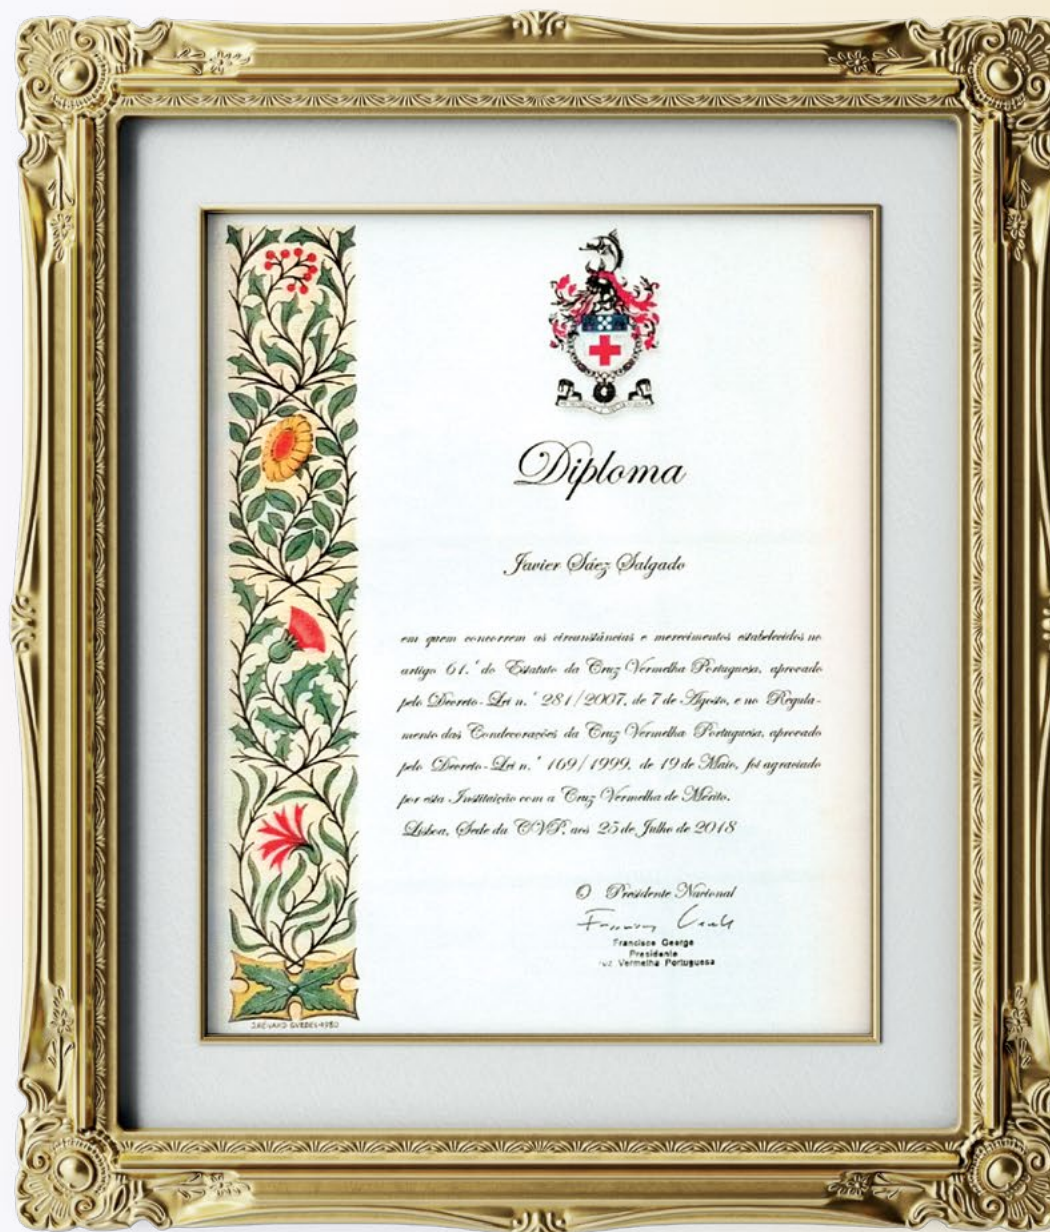 Diploma
Javier Sáez Salgado
em quem concorrem as circunstâncias e merecimentos estabelecidos no
artigo 61.º do Estatuto da Cruz Vermelha Portuguesa, aprovado
pelo Decreto-Lei n.º 281/2007, de 7 de Agosto, e no Regula-
mento das Condecorações da Cruz Vermelha Portuguesa, aprovado
pelo Decreto-Lei n.º 169/1999, de 19 de Maio, foi agraciado
por esta Instituição com a Cruz Vermelha de Mérito.
Lisboa, Sede da CVP, aos 25 de Julho de 2018
O Presidente Nacional
Francisco George
Presidente
Vermelha Portuguesa